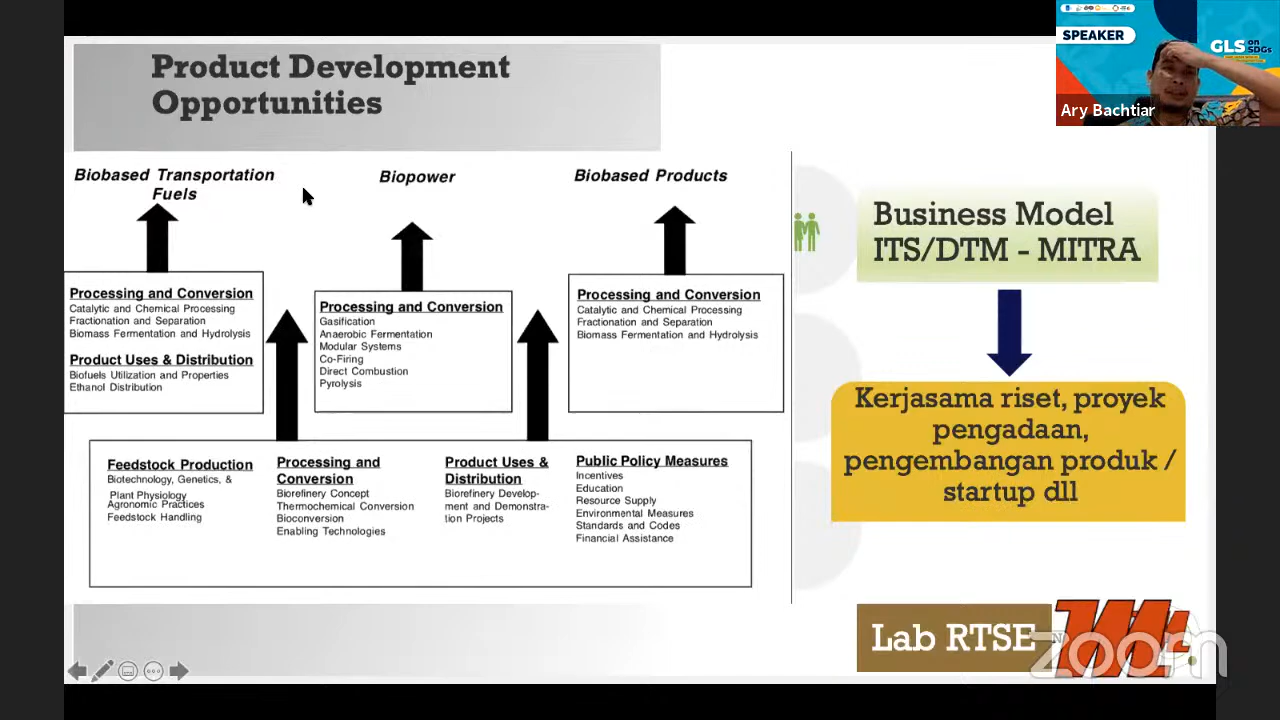 Product Development
Opportunities
SPEAKER
GLS on
SDGs
Ary Bachtiar
Biobased Transportation
Fuels
Biopower
Biobased Products
Processing and Conversion
Catalytic and Chemical Processing
Fractionation and Separation
Biomass Fermentation and Hydrolysis
Product Uses & Distribution
Biofuels Utilization and Properties
Ethanol Distribution
Processing and Conversion
Gasification
Anaerobic Fermentation
Modular Systems
Co-Firing
Direct Combustion
Pyrolysis
Processing and Conversion
Catalytic and Chemical Processing
Fractionation and Separation
Biomass Fermentation and Hydrolysis
Feedstock Production
Biotechnology, Genetics, &
Plant Physiology
Agronomic Practices
Feedstock Handling
Processing and
Conversion
Biorefinery Concept
Thermochemical Conversion
Bioconversion
Enabling Technologies
Product Uses &
Distribution
Biorefinery Develop-
ment and Demonstra-
tion Projects
Public Policy Measures
Incentives
Education
Resource Supply
Environmental Measures
Standards and Codes
Financial Assistance
Business Model
ITS/DTM - MITRA
Kerjasama riset, proyek
pengadaan,
pengembangan produk /
startup dll
Lab RTSE
zoom